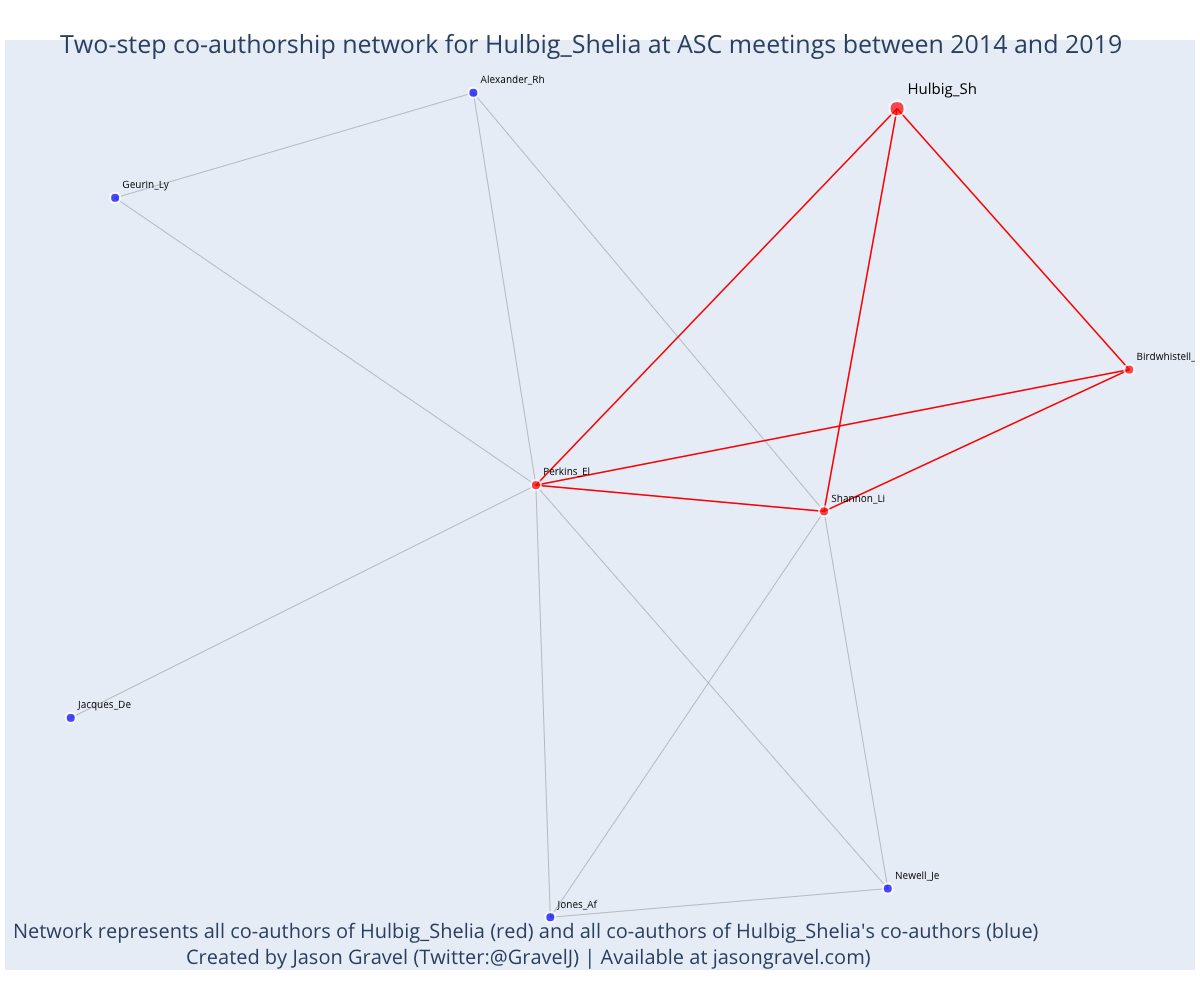 Two-step co-authorship network for Hulbig_Shelia at ASC meetings between 2014 and 2019
Alexander_Rh
Hulbig_Sh
Geurin_Ly
Birdwhistell_
Perkins_El
Shannon_Li
Jacques_De
Newell_Je
Jones_Af
Network represents all co-authors of Hulbig_Shelia (red) and all co-authors of Hulbig_Shelia's co-authors (blue)
Created by Jason Gravel (Twitter:@GravelJ) | Available at jasongravel.com)